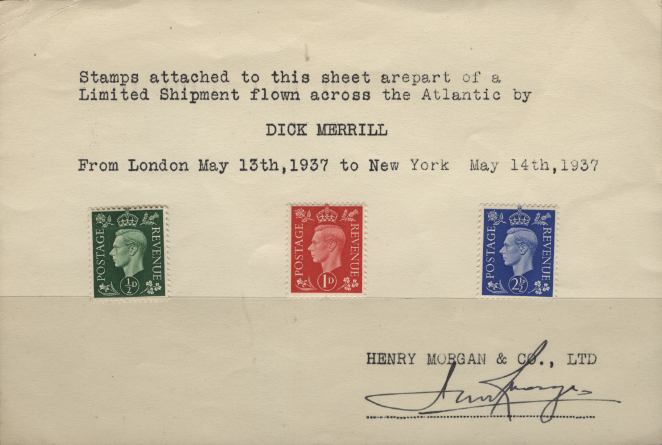 Stamps attached to this sheet arepart of a
Limited Shipment flown across the Atlantic by
DICK MERRILL
From London May 13th,1937 to New York May 14th,1937
POSTAGE REVENUE
½D
POSTAGE REVENUE
1D
POSTAGE REVENUE
2½D
HENRY MORGAN & CO., LTD